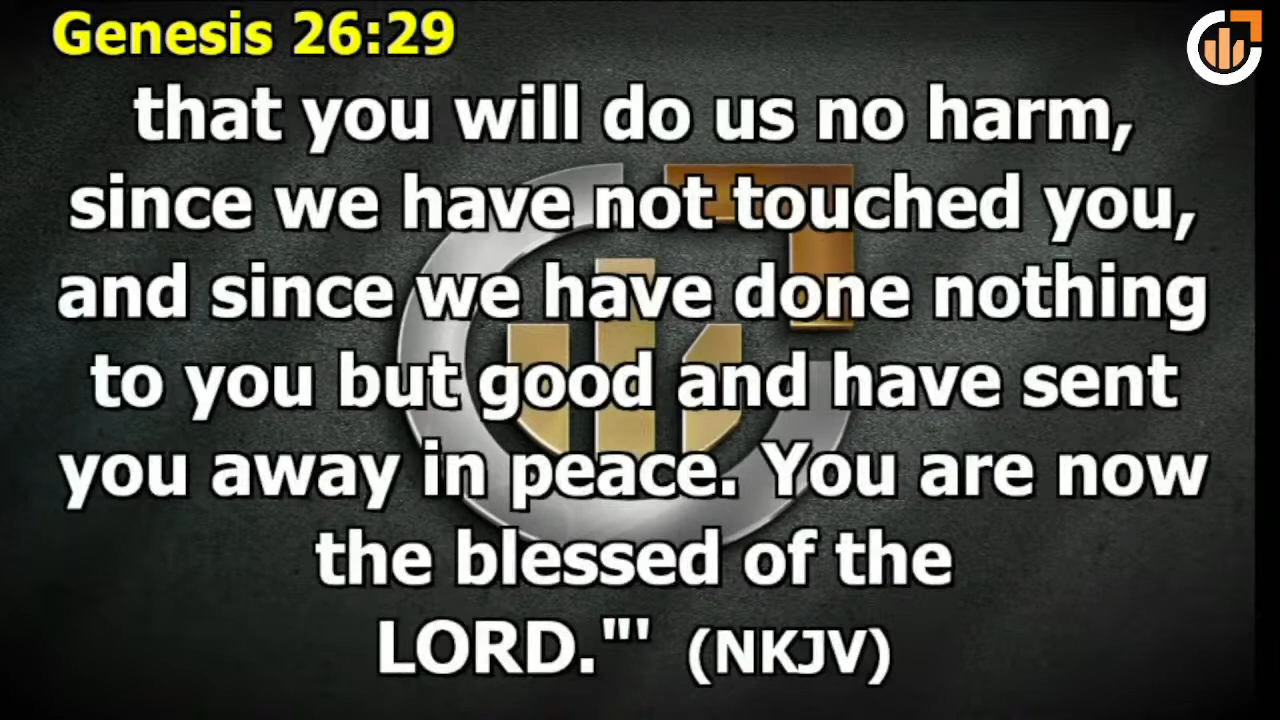 Genesis 26:29
that you will do us no harm,
since we have not touched you,
and since we have done nothing
to you but good and have sent
you away in peace. You are now
the blessed of the
LORD."' (NKJV)